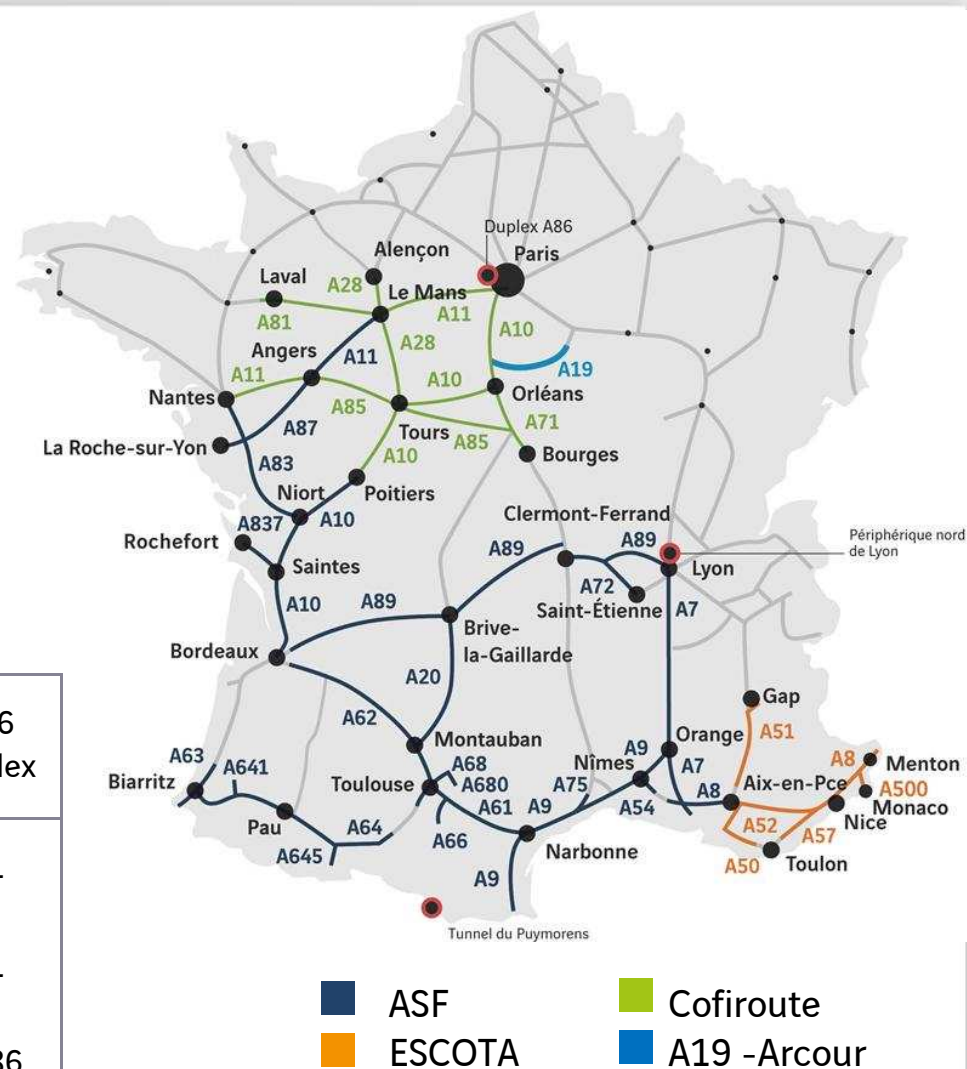 Duplex A86
Paris
Alençon
Laval
A28
Le Mans
A11
A81
A10
A28
Angers
A11
A19
A11
A10
Nantes
A85
Orléans
A71
A87
Tours
A85
La Roche-sur-Yon
A10
Bourges
A83
Niort
Poitiers
A837
A10
Clermont-Ferrand
Rochefort
A89
A89
Périphérique nord
de Lyon
Saintes
Lyon
A72
A10
A89
Saint-Étienne
A7
Brive-
la-Gaillarde
Bordeaux
A20
Gap
A62
A51
Orange
Montauban
A9
A63
A68
Nîmes
A8
Menton
A641
A7
Biarritz
Toulouse
A680
A75
A8
Aix-en-Pce
A500
Monaco
A61
A9
A54
Nice
Pau
A64
A66
A52
A57
A645
Narbonne
A50
Toulon
A9
Tunnel du Puymorens
6
lex
ASF
Cofiroute
ESCOTA
A19 -Arcour